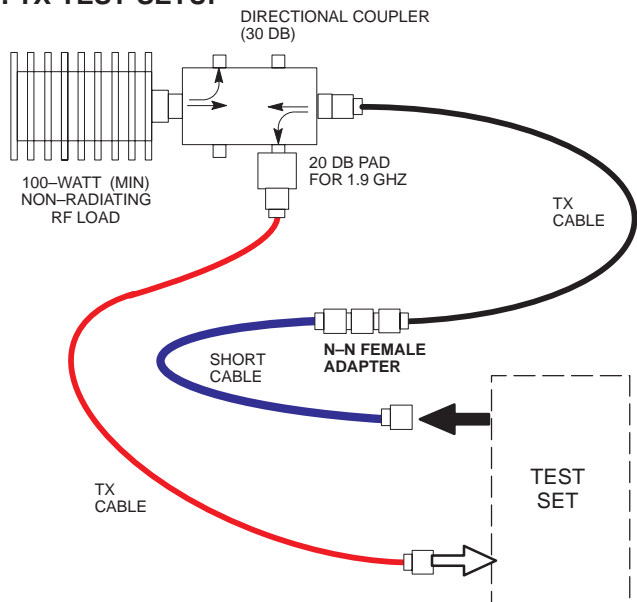 TX TEST SETUP
DIRECTIONAL COUPLER
(30 DB)
100–WATT (MIN)
NON–RADIATING
RF LOAD
20 DB PAD
FOR 1.9 GHZ
TX
CABLE
SHORT
CABLE
N–N FEMALE
ADAPTER
TX
CABLE
TEST
SET